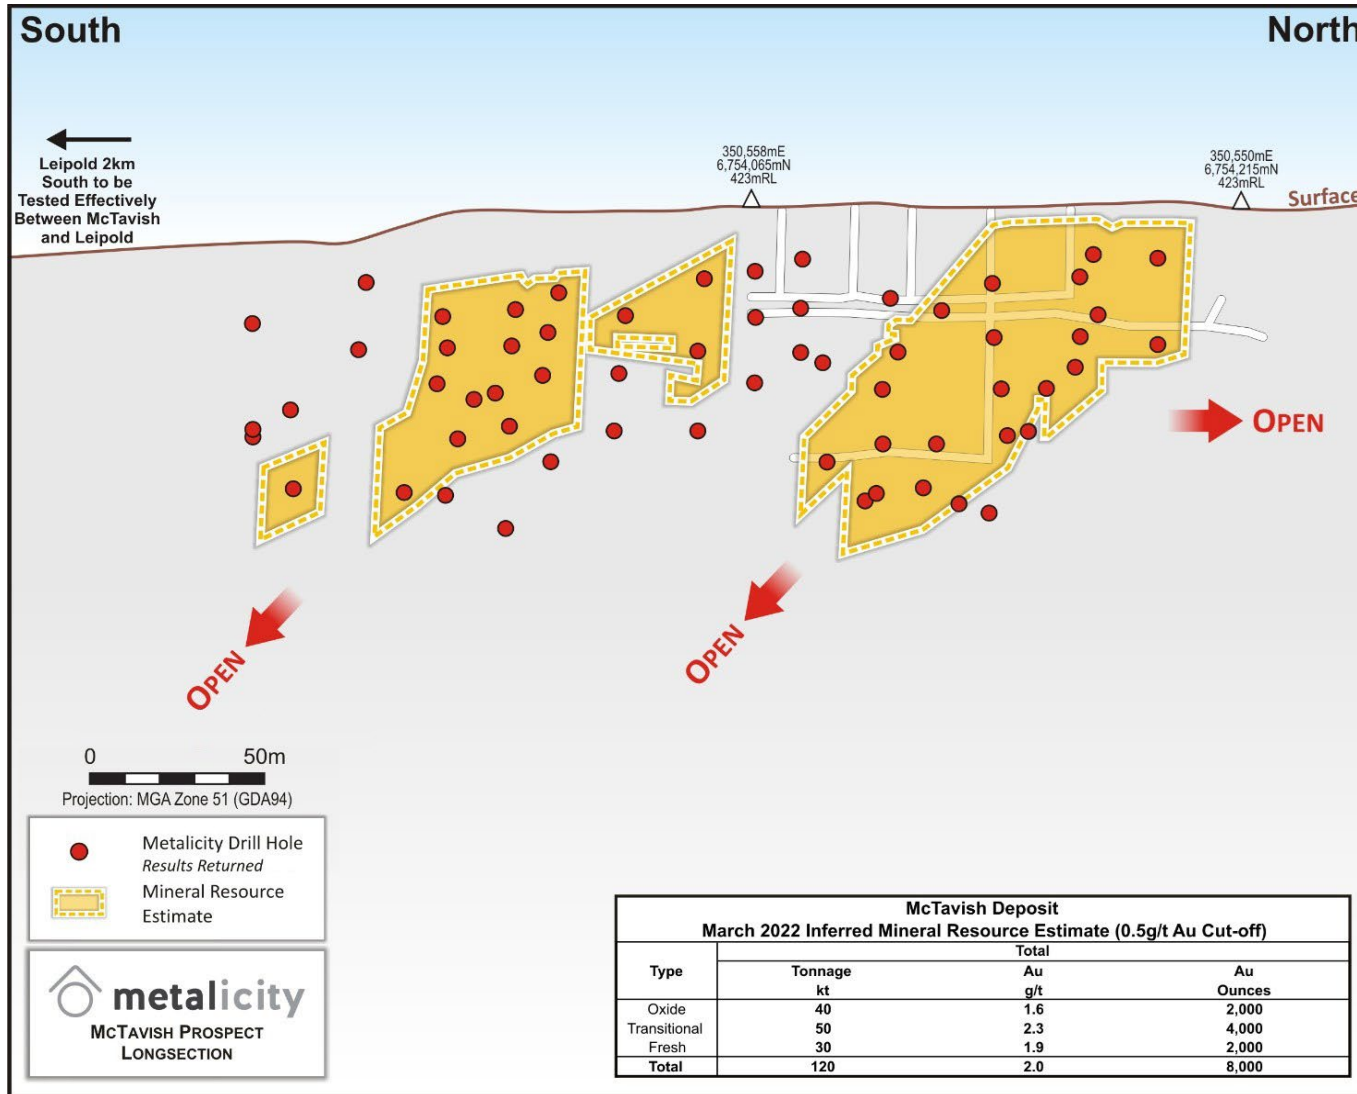 South
North
Leipold 2km
South to be
Tested Effectively
Between McTavish
and Leipold
350,558mE
6,754,065mN
423mRL
350,550mE
6,754,215mN
423mRL
Surface
OPEN
OPEN
OPEN
0 50m
Projection: MGA Zone 51 (GDA94)
Metalicity Drill Hole
Results Returned
Mineral Resource
Estimate
metalicity
MCTAVISH PROSPECT
LONGSECTION
McTavish Deposit
March 2022 Inferred Mineral Resource Estimate (0.5g/t Au Cut-off)
Total
Type Tonnage Au Au
kt g/t Ounces
Oxide 40 1.6 2,000
Transitional 50 2.3 4,000
Fresh 30 1.9 2,000
Total 120 2.0 8,000